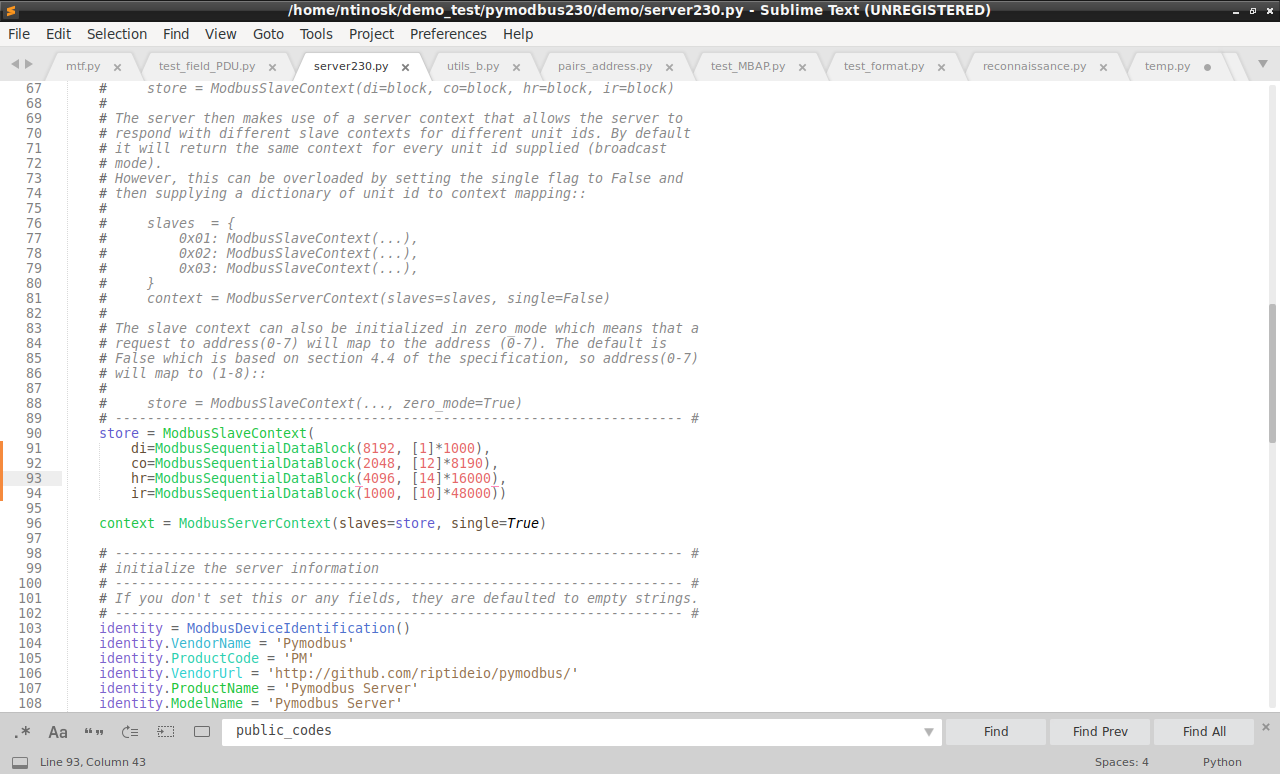 /home/ntinosk/demo_test/pymodbus230/demo/server230.py - Sublime Text (UNREGISTERED)
File Edit Selection Find View Goto Tools Project Preferences Help
mtf.py test_field_PDU.py server230.py utils_b.py pairs_address.py test_MBAP.py test_format.py reconnaissance.py temp.py
67 #     store = ModbusSlaveContext(di=block, co=block, hr=block, ir=block)
68 #
69 # The server then makes use of a server context that allows the server to
70 # respond with different slave contexts for different unit ids. By default
71 # it will return the same context for every unit id supplied (broadcast
72 # mode).
73 # However, this can be overloaded by setting the single flag to False and
74 # then supplying a dictionary of unit id to context mapping::
75 #
76 #     slaves  = {
77 #         0x01: ModbusSlaveContext(...),
78 #         0x02: ModbusSlaveContext(...),
79 #         0x03: ModbusSlaveContext(...),
80 #     }
81 #     context = ModbusServerContext(slaves=slaves, single=False)
82 #
83 # The slave context can also be initialized in zero_mode which means that a
84 # request to address(0-7) will map to the address (0-7). The default is
85 # False which is based on section 4.4 of the specification, so address(0-7)
86 # will map to (1-8)::
87 #
88 #     store = ModbusSlaveContext(..., zero_mode=True)
89 # ----------------------------------------------------------------------- #
90 store = ModbusSlaveContext(
91     di=ModbusSequentialDataBlock(8192, [1]*1000),
92     co=ModbusSequentialDataBlock(2048, [12]*8190),
93     hr=ModbusSequentialDataBlock(4096, [14]*16000),
94     ir=ModbusSequentialDataBlock(1000, [10]*48000))
95
96 context = ModbusServerContext(slaves=store, single=True)
97
98 # ----------------------------------------------------------------------- #
99 # initialize the server information
100 # ----------------------------------------------------------------------- #
101 # If you don't set this or any fields, they are defaulted to empty strings.
102 # ----------------------------------------------------------------------- #
103 identity = ModbusDeviceIdentification()
104 identity.VendorName = 'Pymodbus'
105 identity.ProductCode = 'PM'
106 identity.VendorUrl = 'http://github.com/riptideio/pymodbus/'
107 identity.ProductName = 'Pymodbus Server'
108 identity.ModelName = 'Pymodbus Server'
.* Aa “” public_codes Find Find Prev Find All
Line 93, Column 43 Spaces: 4 Python